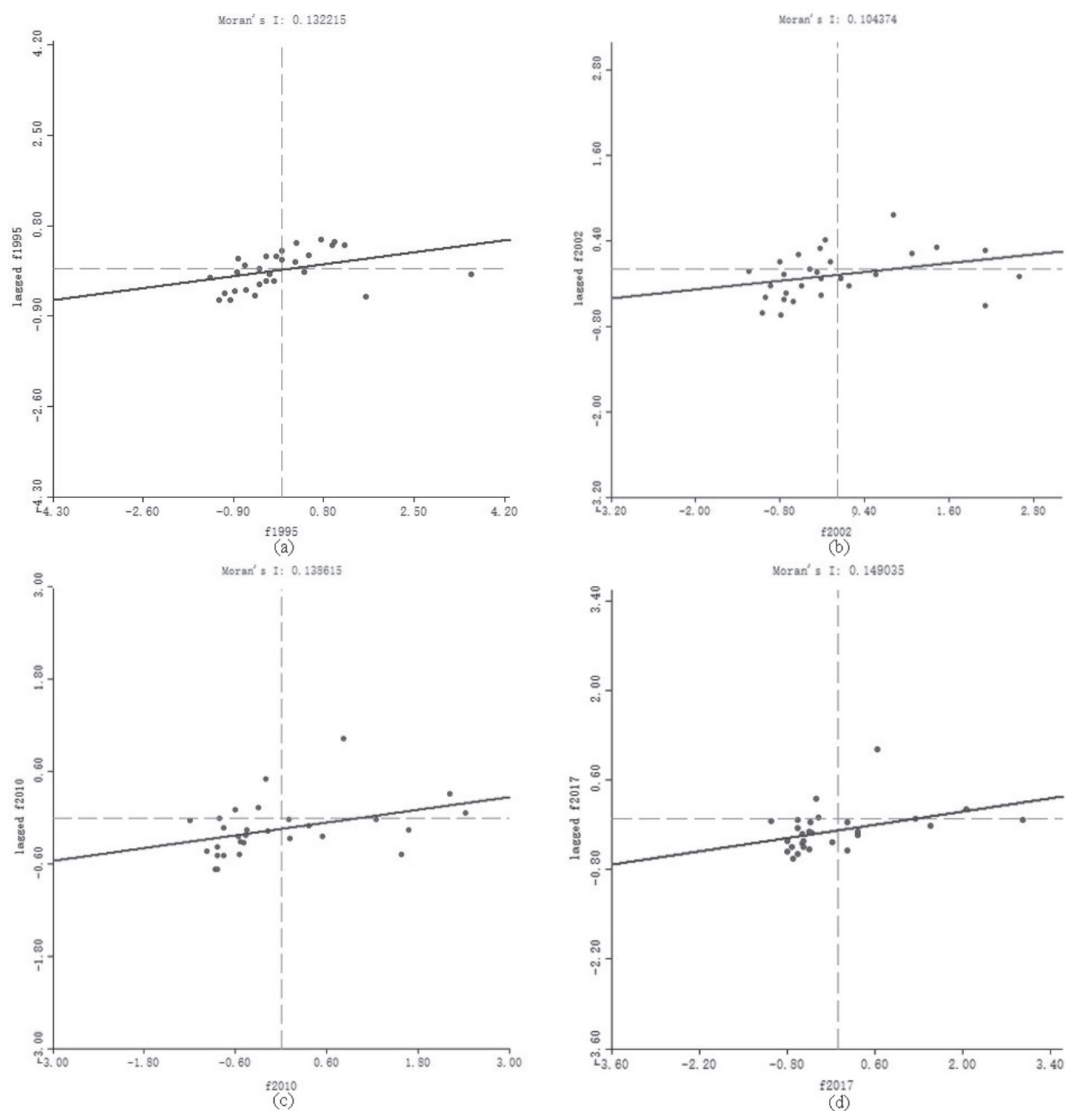 Moran's I: 0.132215
4.20
2.50
0.80
-0.90
-2.60
-4.30
lagged f1995
-4.30 -2.60 -0.90 0.80 2.50 4.20
f1995
(a)
Moran's I: 0.104374
2.80
1.60
0.40
-0.80
-2.00
-3.20
lagged f2002
-3.20 -2.00 -0.80 0.40 1.60 2.80
f2002
(b)
Moran's I: 0.138615
3.00
1.80
0.60
-0.60
-1.80
-3.00
lagged f2010
-3.00 -1.80 -0.60 0.60 1.80 3.00
f2010
(c)
Moran's I: 0.149035
3.40
2.00
0.60
-0.80
-2.20
-3.60
lagged f2017
-3.60 -2.20 -0.80 0.60 2.00 3.40
f2017
(d)